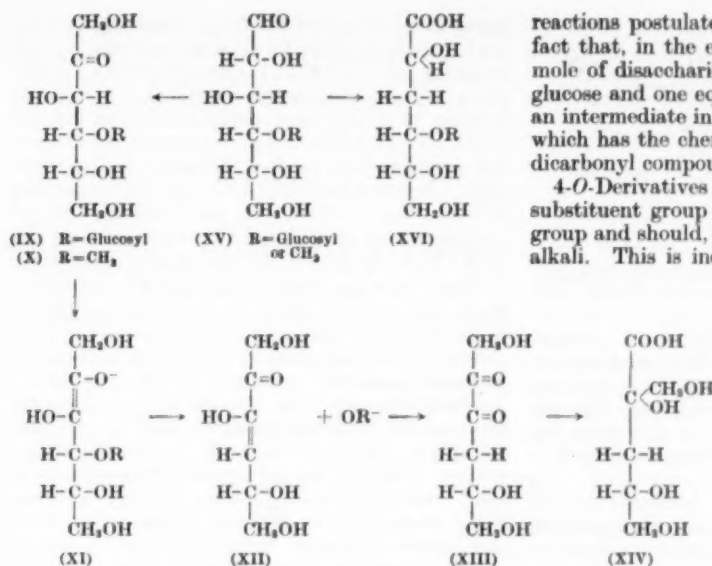 CH₂OH CHO COOH
C=O H-C-OH C<OH H
HO-C-H HO-C-H H-C-H
H-C-OR H-C-OR H-C-OR
H-C-OH H-C-OH H-C-OH
CH₂OH CH₂OH CH₂OH
(IX) R=Glucosyl (XV) R=Glucosyl (XVI)
(X) R=CH₃ or CH₃
CH₂OH CH₂OH CH₂OH COOH
C-O⁻ C=O C=O C<CH₂OH OH
HO-C HO-C + OR⁻ C=O
H-C-OR H-C H-C-H H-C-H
H-C-OH H-C-OH H-C-OH H-C-OH
CH₂OH CH₂OH CH₂OH CH₂OH
(XI) (XII) (XIII) (XIV)
reactions postulate
fact that, in the e
mole of disacchari
glucose and one eq
an intermediate in
which has the cher
dicarbonyl compou
4-O-Derivatives
substituent group
group and should,
alkali. This is inc